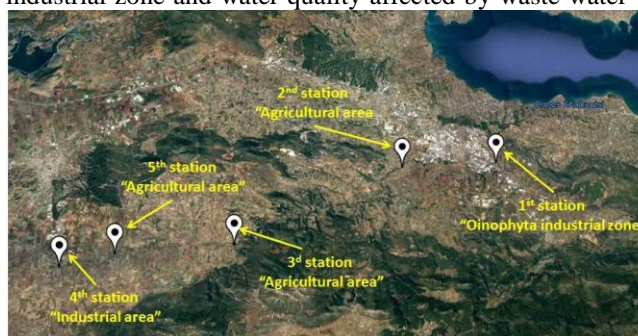 industrial zone and water quality affected by waste water
2nd station
“Agricultural area
5th station
“Agricultural area”
1st station
“Oinophyta industrial zone
3d station
“Agricultural area”
4th station
“Industrial area”